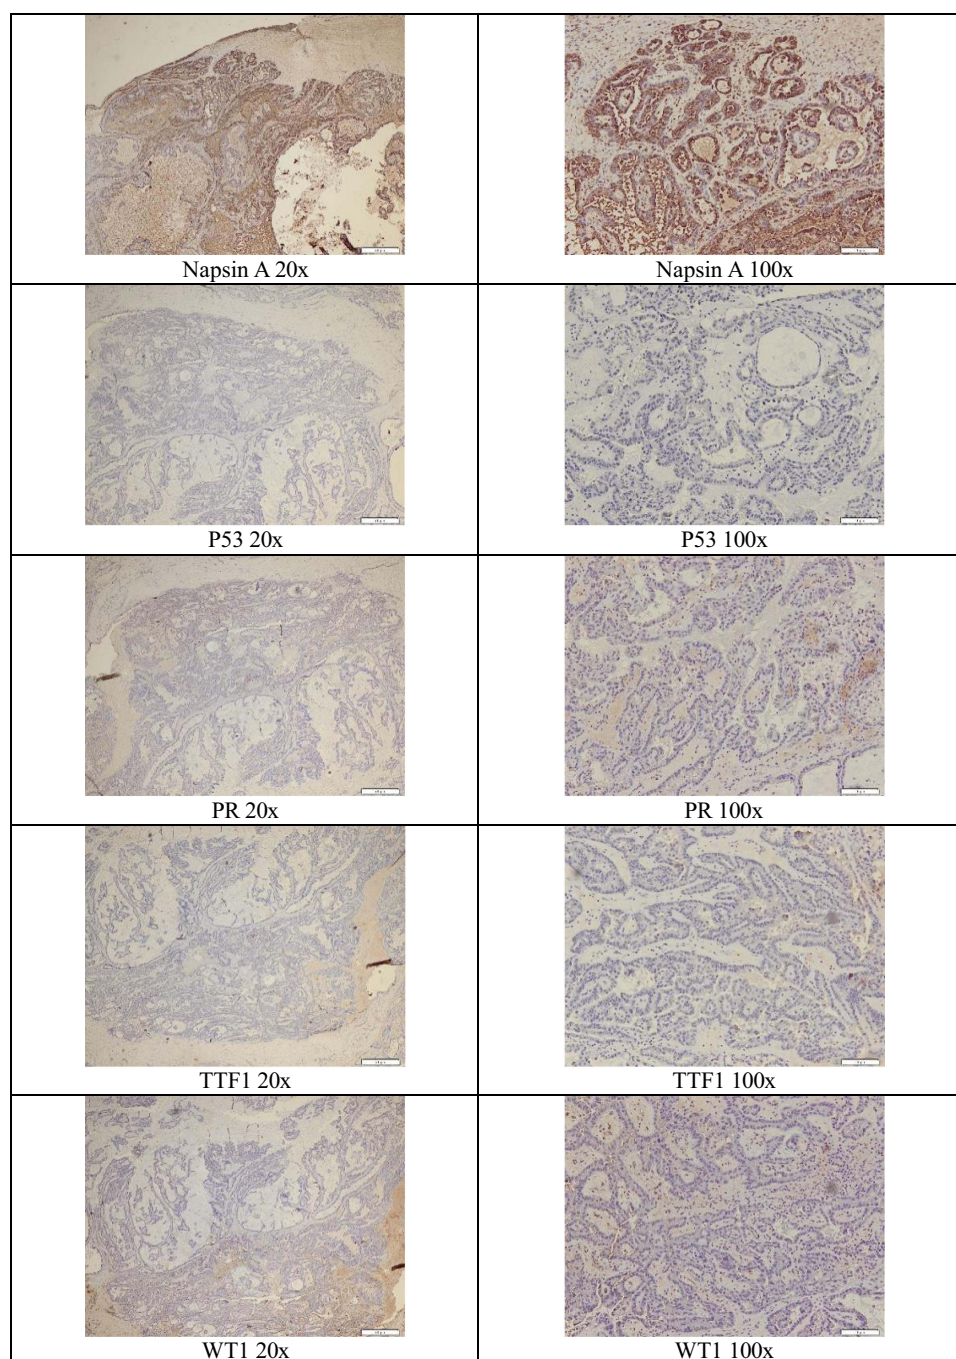 Napsin A 20x
Napsin A 100x
P53 20x
P53 100x
PR 20x
PR 100x
TTF1 20x
TTF1 100x
WT1 20x
WT1 100x